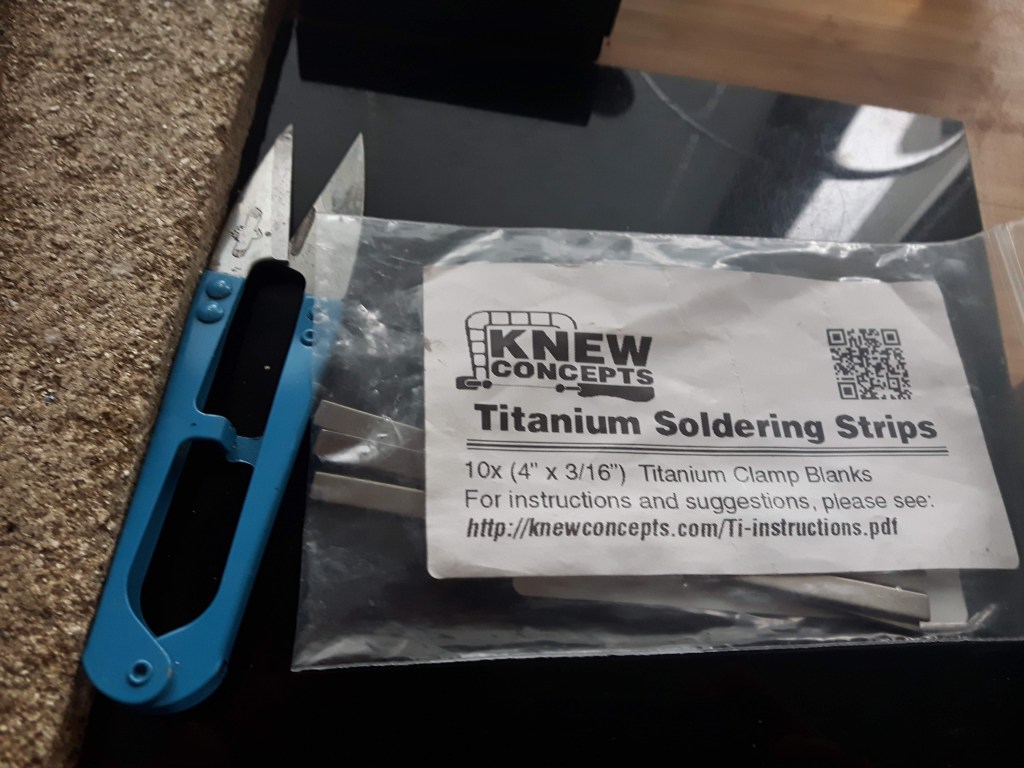 KNEW
CONCEPTS
Titanium Soldering Strips
10x (4" x 3/16") Titanium Clamp Blanks
For instructions and suggestions, please see:
http://knewconcepts.com/Ti-instructions.pdf